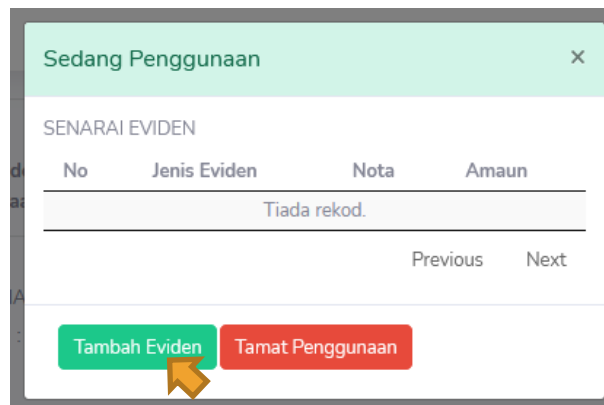 Sedang Penggunaan ×
SENARAI EVIDEN
No Jenis Eviden Nota Amaun
Tiada rekod.
Previous Next
Tambah Eviden Tamat Penggunaan